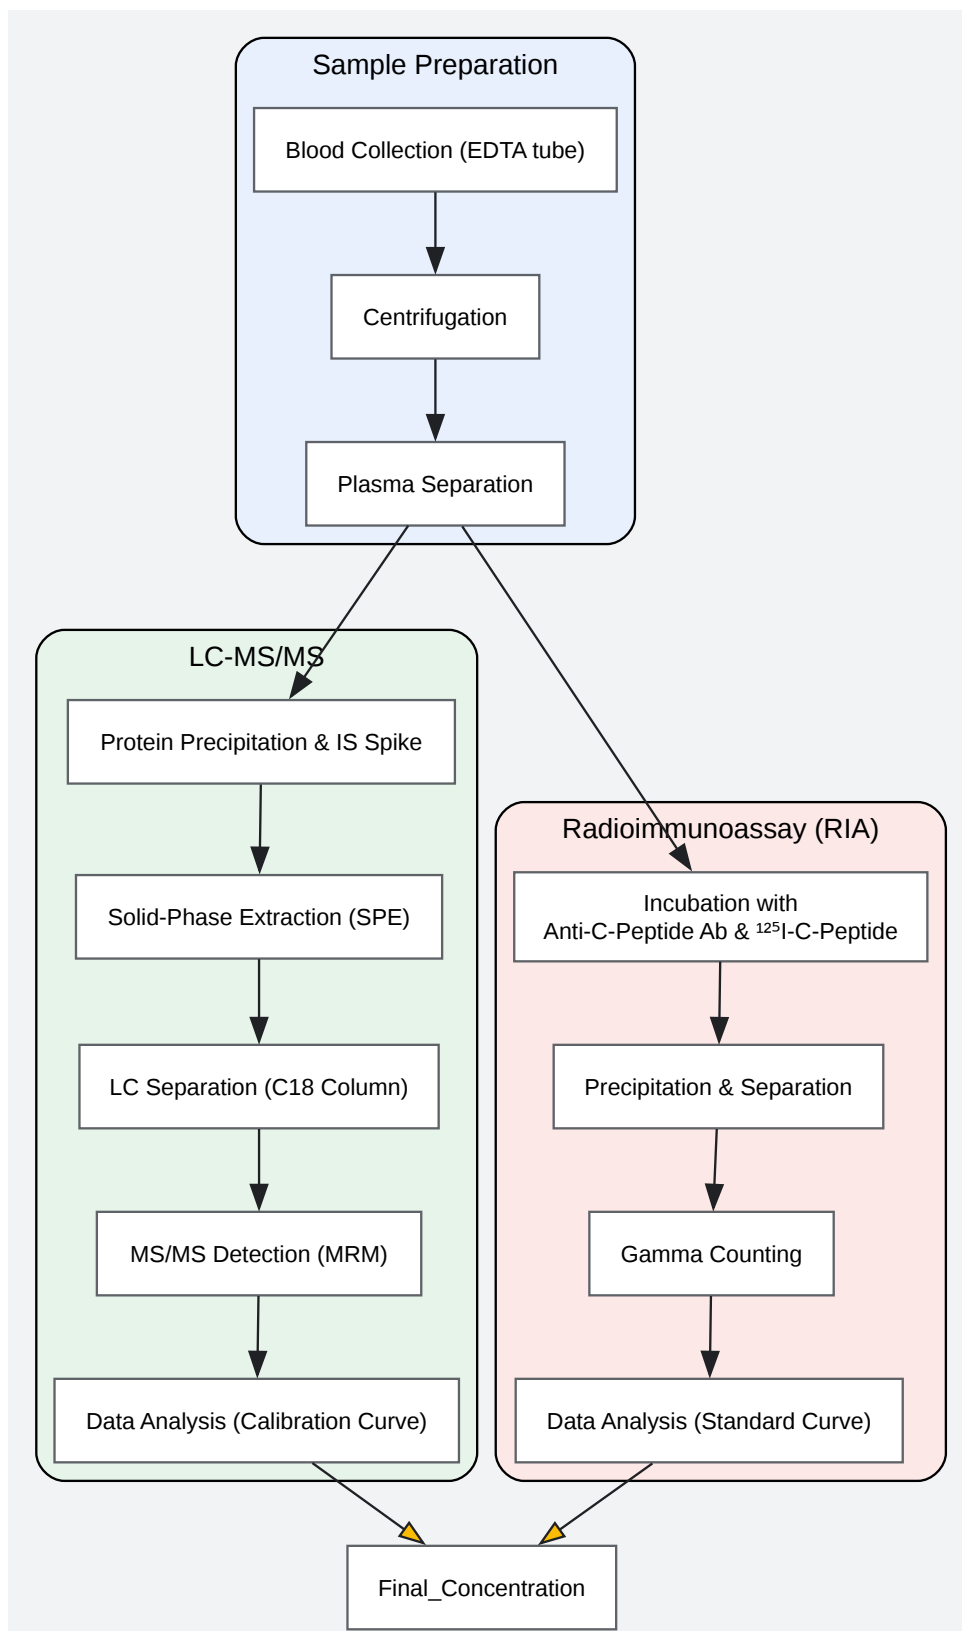 Sample Preparation
Blood Collection (EDTA tube)
Centrifugation
Plasma Separation
LC-MS/MS
Protein Precipitation & IS Spike
Solid-Phase Extraction (SPE)
LC Separation (C18 Column)
MS/MS Detection (MRM)
Data Analysis (Calibration Curve)
Radioimmunoassay (RIA)
Incubation with
Anti-C-Peptide Ab & ¹²⁵I-C-Peptide
Precipitation & Separation
Gamma Counting
Data Analysis (Standard Curve)
Final_Concentration